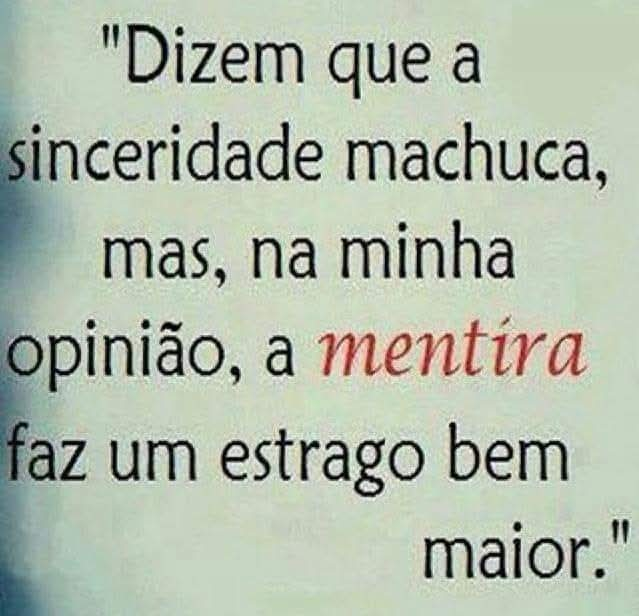 "Dizem que a
sinceridade machuca,
mas, na minha
opinião, a mentira
faz um estrago bem
maior."